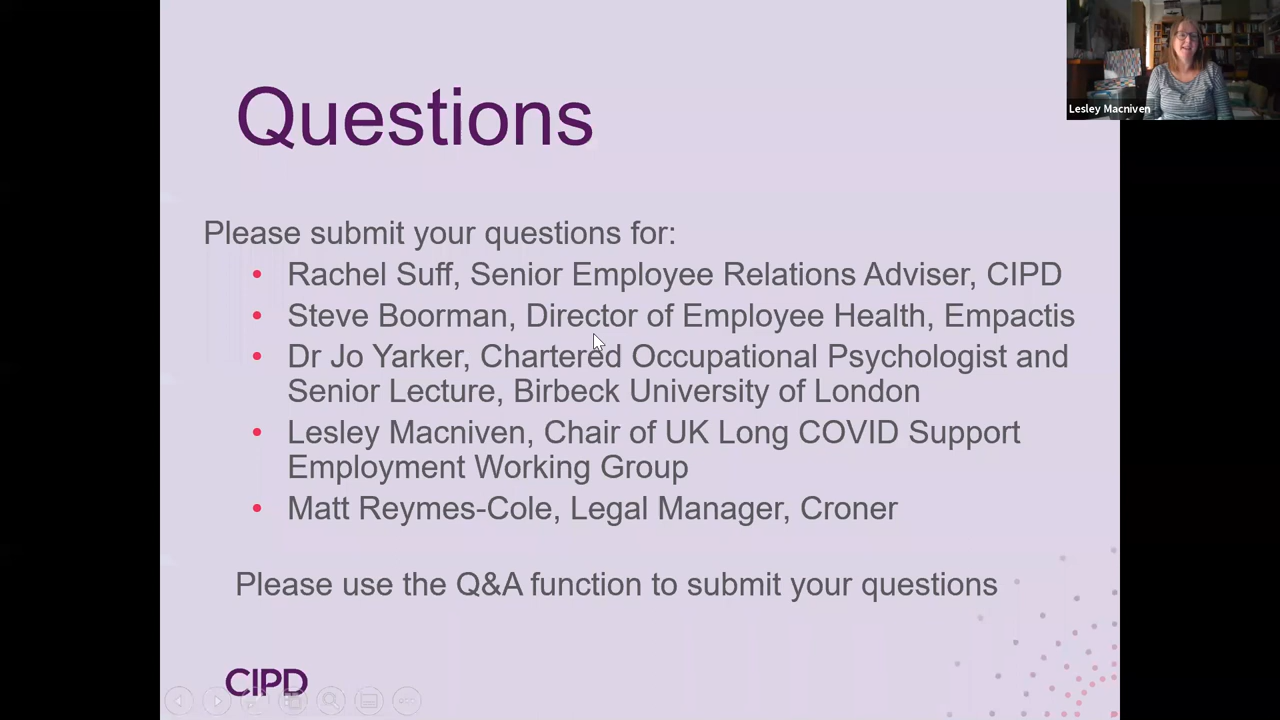 Questions
Lesley Macniven
Please submit your questions for:
• Rachel Suff, Senior Employee Relations Adviser, CIPD
• Steve Boorman, Director of Employee Health, Empactis
• Dr Jo Yarker, Chartered Occupational Psychologist and
Senior Lecture, Birbeck University of London
• Lesley Macniven, Chair of UK Long COVID Support
Employment Working Group
• Matt Reymes-Cole, Legal Manager, Croner
Please use the Q&A function to submit your questions
CIPD